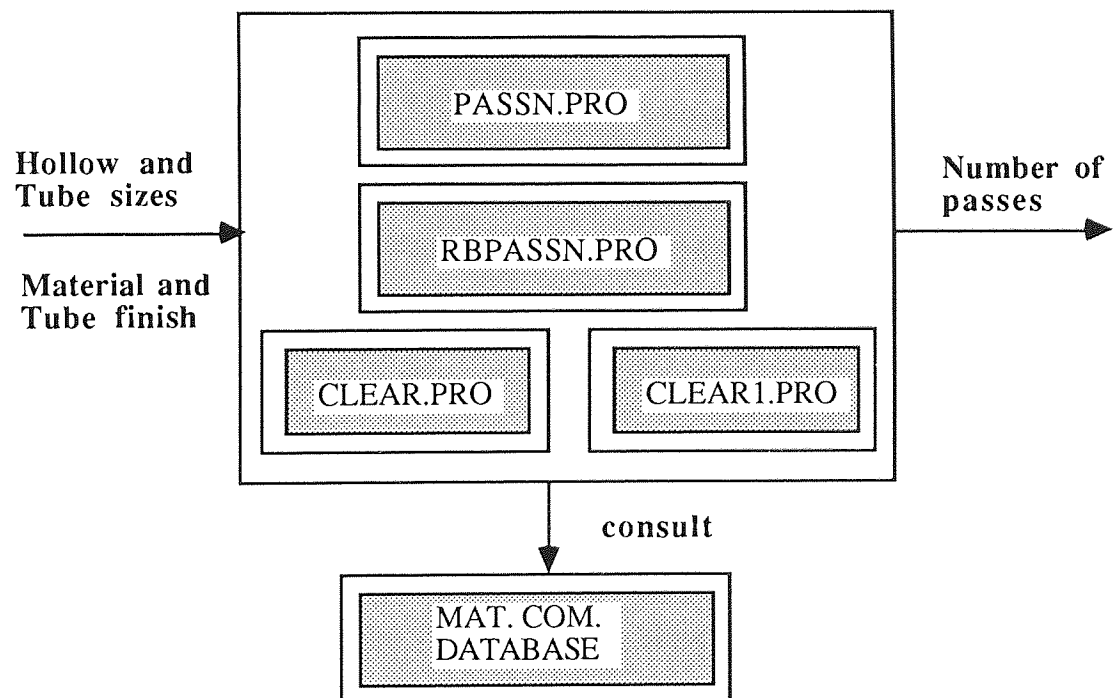 PASSN.PRO
Hollow and
Tube sizes
Number of
passes
RBPASSN.PRO
Material and
Tube finish
CLEAR.PRO
CLEAR1.PRO
consult
MAT. COM.
DATABASE